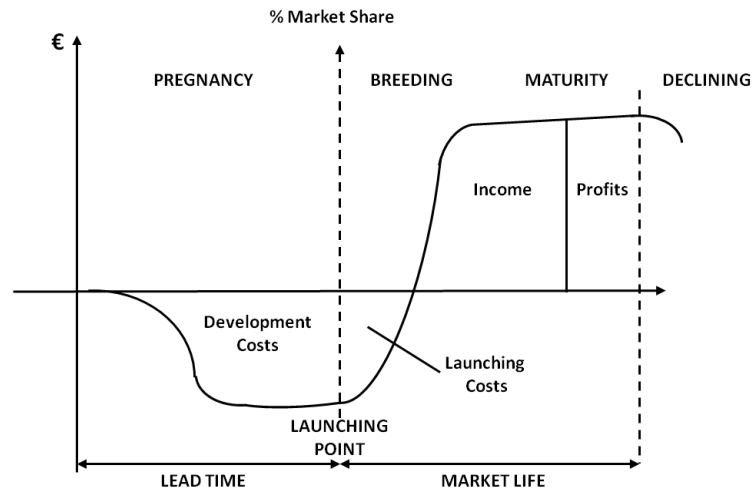 % Market Share
€
PREGNANCY
BREEDING
MATURITY
DECLINING
Income
Profits
Development
Costs
Launching
Costs
LAUNCHING
POINT
LEAD TIME
MARKET LIFE